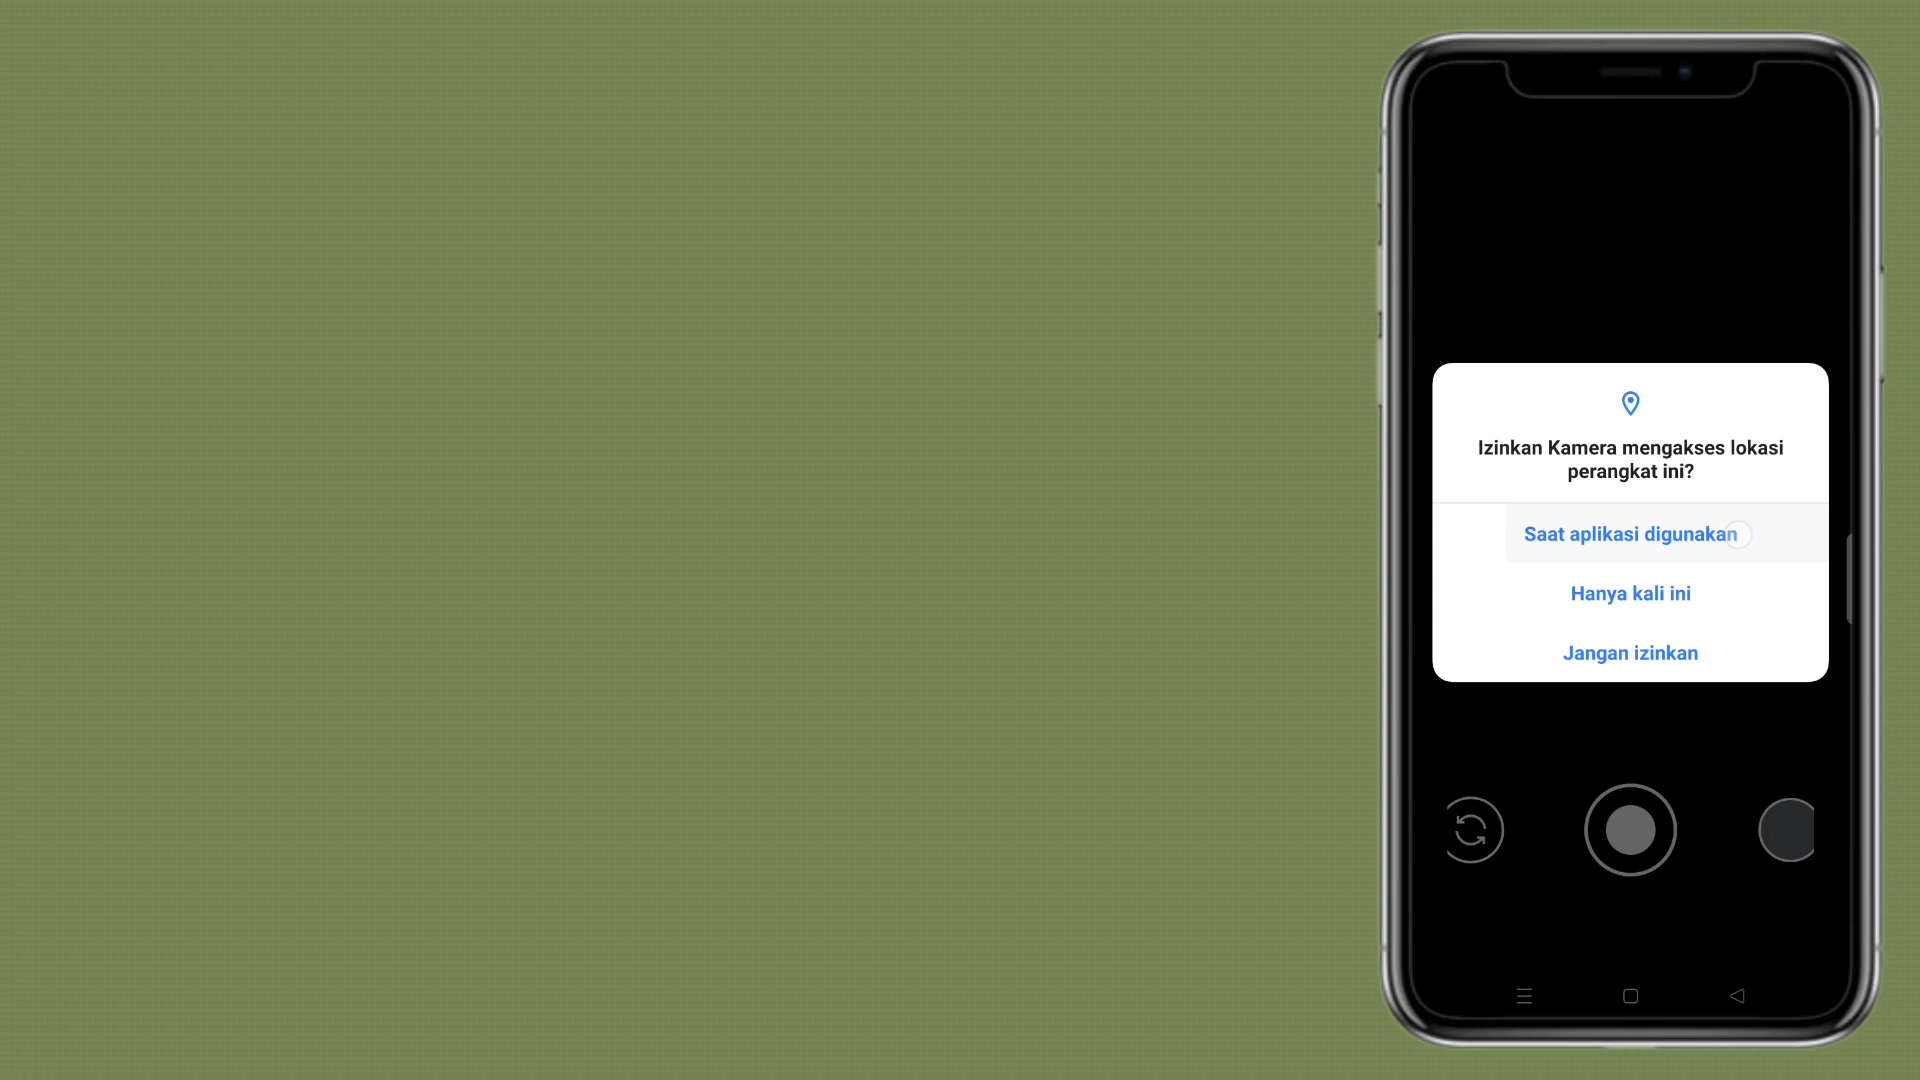 Izinkan Kamera mengakses lokasi
perangkat ini?
Saat aplikasi digunakan
Hanya kali ini
Jangan izinkan